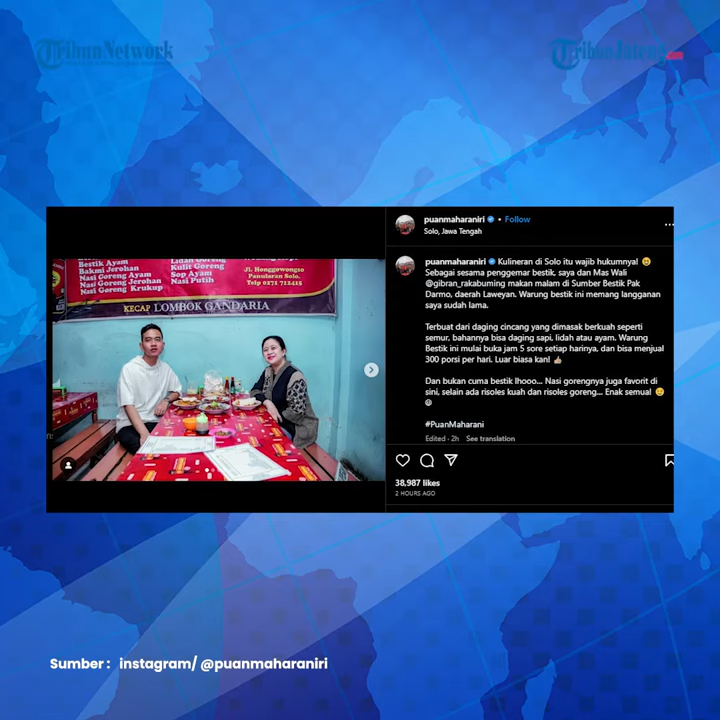 TribunNetwork
TribunJateng
Bestik Ayam
Bakmi Jerohan
Nasi Goreng Ayam
Nasi Goreng Jerohan
Nasi Goreng Krupuk
Lidah Goreng
Kulit Goreng
Sop Ayam
Nasi Putih
Jl. Honggowongso
Panularan Solo.
Telp 0271 712415
KECAP LOMBOK GANDARIA
puanmaharaniri • Follow
Solo, Jawa Tengah
puanmaharaniri Kulineran di Solo itu wajib hukumnya! 😊
Sebagai sesama penggemar bestik, saya dan Mas Wali
@gibran_rakabuming makan malam di Sumber Bestik Pak
Darmo, daerah Laweyan. Warung bestik ini memang langganan
saya sudah lama.
Terbuat dari daging cincang yang dimasak berkuah seperti
semur, bahannya bisa daging sapi, lidah atau ayam. Warung
Bestik ini mulai buka jam 5 sore setiap harinya, dan bisa menjual
300 porsi per hari. Luar biasa kan! 👍🏼
Dan bukan cuma bestik lhooo... Nasi gorengnya juga favorit di
sini, selain ada risoles kuah dan risoles goreng... Enak semua! 😊
#PuanMaharani
Edited · 2h See translation
38,987 likes
2 HOURS AGO
Sumber : instagram/ @puanmaharaniri